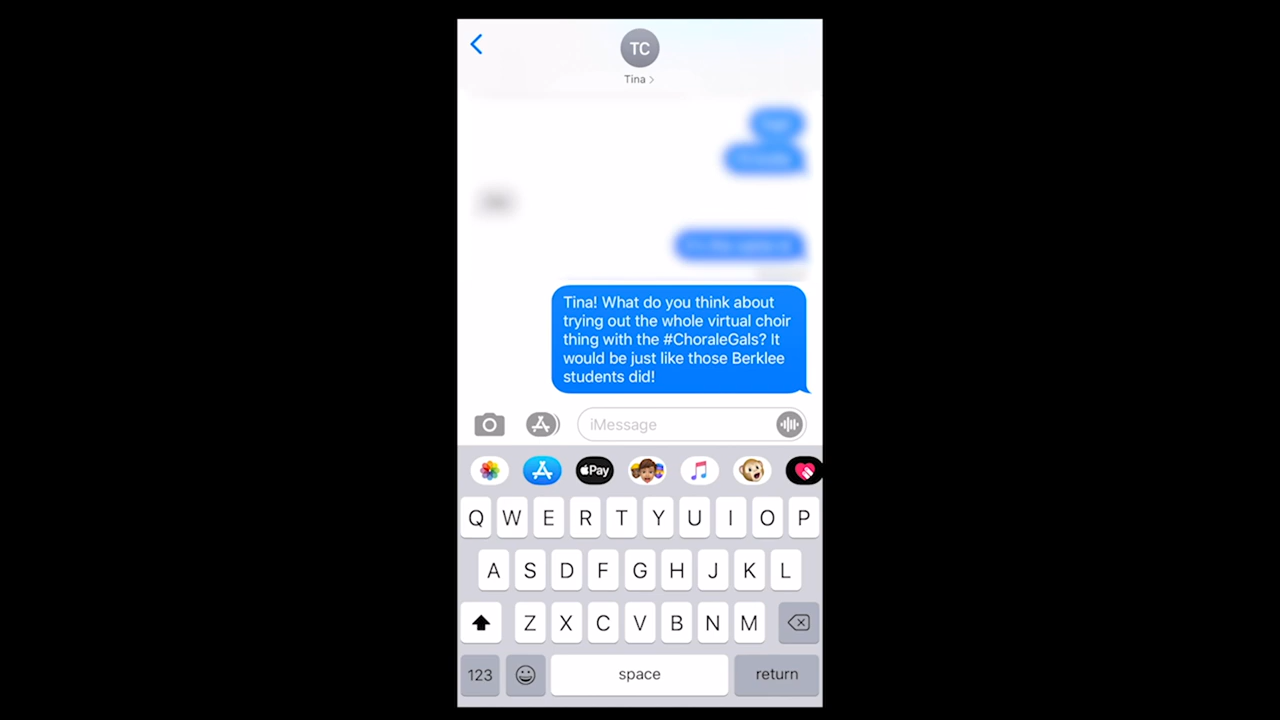 TC
Tina >
Tina! What do you think about
trying out the whole virtual choir
thing with the #ChoraleGals? It
would be just like those Berklee
students did!
iMessage
Pay
Q W E R T Y U I O P
A S D F G H J K L
Z X C V B N M
123 space return